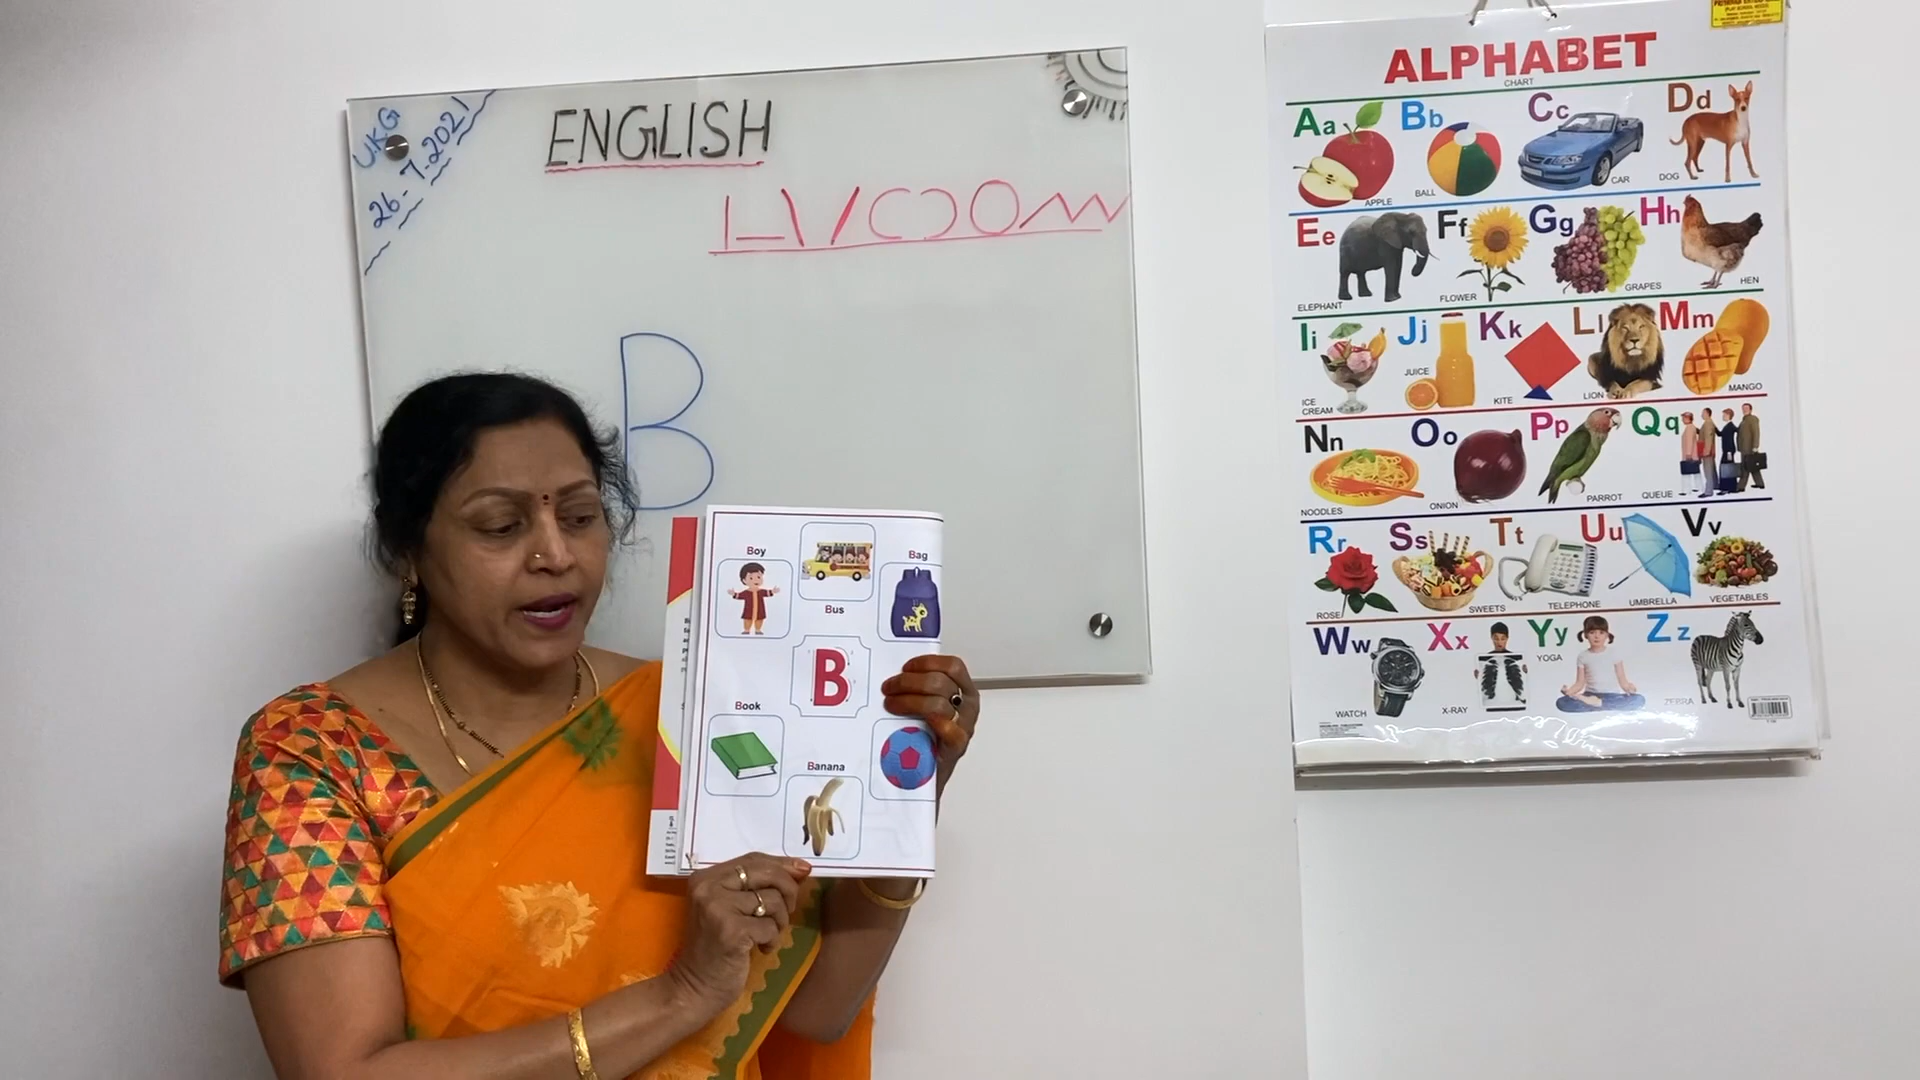 U.K.G
26-7-2021
ENGLISH
B
Boy
Bus
Bag
B
Book
Banana
ALPHABET
CHART
Aa
APPLE
Bb
BALL
Cc
CAR
Dd
DOG
Ee
ELEPHANT
Ff
FLOWER
Gg
GRAPES
Hh
HEN
Ii
ICE
CREAM
Jj
JUICE
Kk
KITE
Ll
LION
Mm
MANGO
Nn
NOODLES
Oo
ONION
Pp
PARROT
Qq
QUEUE
Rr
ROSE
Ss
SWEETS
Tt
TELEPHONE
Uu
UMBRELLA
Vv
VEGETABLES
Ww
WATCH
Xx
X-RAY
Yy
YOGA
Zz
ZEBRA